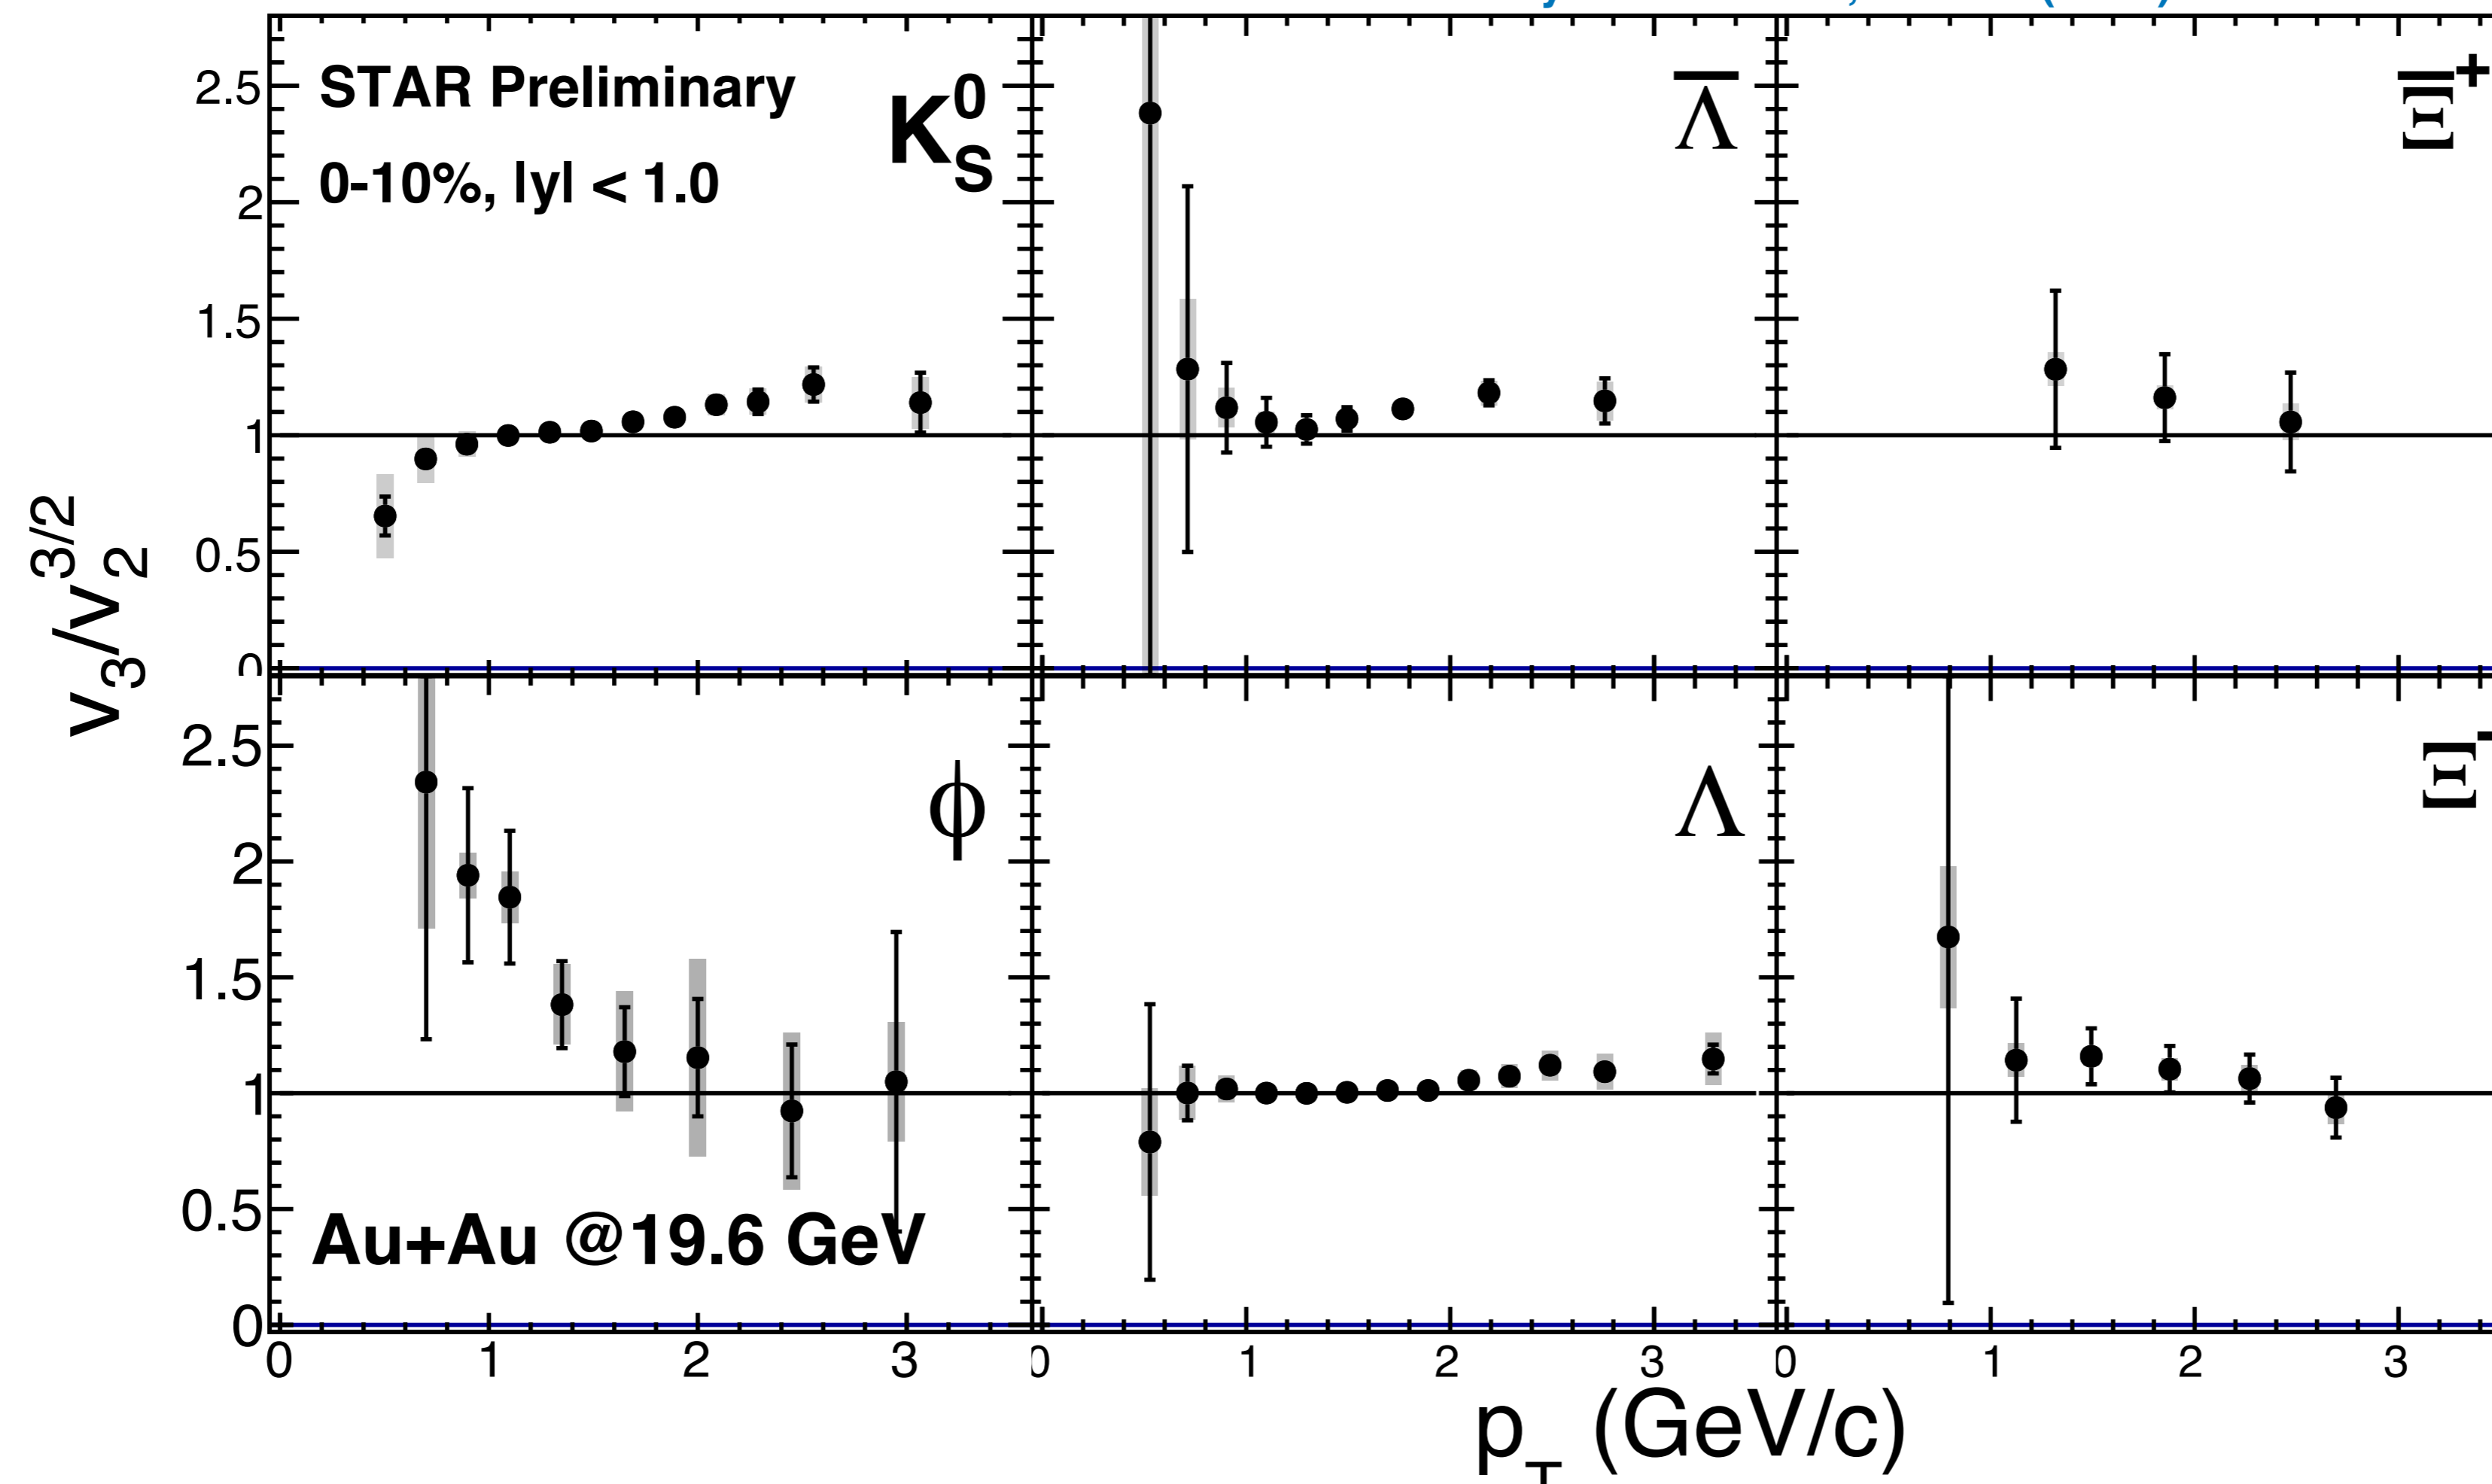 STAR Preliminary
0-10%, |y| < 1.0
K⁰_S
Λ̅
Ξ̅⁺
2.5
2
1.5
1
0.5
0
v₃/v₂^{3/2}
ϕ
Λ
Ξ⁻
2.5
2
1.5
1
0.5
0
Au+Au @19.6 GeV
0 1 2 3 0 1 2 3 0 1 2 3
p_T (GeV/c)